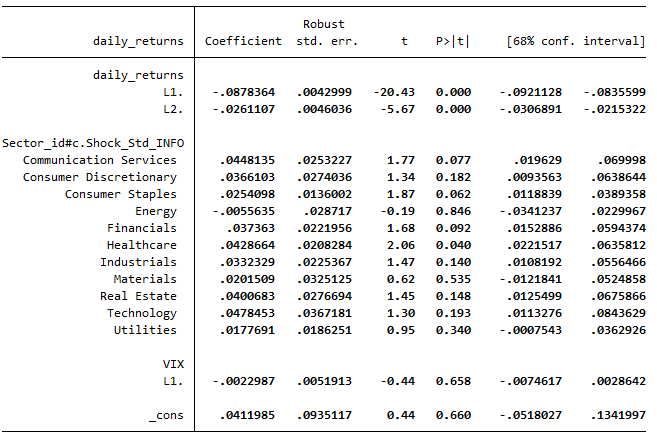 Robust
daily_returns Coefficient std. err. t P>|t| [68% conf. interval]
daily_returns
L1. -.0878364 .0042999 -20.43 0.000 -.0921128 -.0835599
L2. -.0261107 .0046036 -5.67 0.000 -.0306891 -.0215322
Sector_id#c.Shock_Std_INFO
Communication Services .0448135 .0253227 1.77 0.077 .019629 .069998
Consumer Discretionary .0366103 .0274036 1.34 0.182 .0093563 .0638644
Consumer Staples .0254098 .0136002 1.87 0.062 .0118839 .0389358
Energy -.0055635 .028717 -0.19 0.846 -.0341237 .0229967
Financials .037363 .0221956 1.68 0.092 .0152886 .0594374
Healthcare .0428664 .0208284 2.06 0.040 .0221517 .0635812
Industrials .0332329 .0225367 1.47 0.140 .0108192 .0556466
Materials .0201509 .0325125 0.62 0.535 -.0121841 .0524858
Real Estate .0400683 .0276694 1.45 0.148 .0125499 .0675866
Technology .0478453 .0367181 1.30 0.193 .0113276 .0843629
Utilities .0177691 .0186251 0.95 0.340 -.0007543 .0362926
VIX
L1. -.0022987 .0051913 -0.44 0.658 -.0074617 .0028642
_cons .0411985 .0935117 0.44 0.660 -.0518027 .1341997